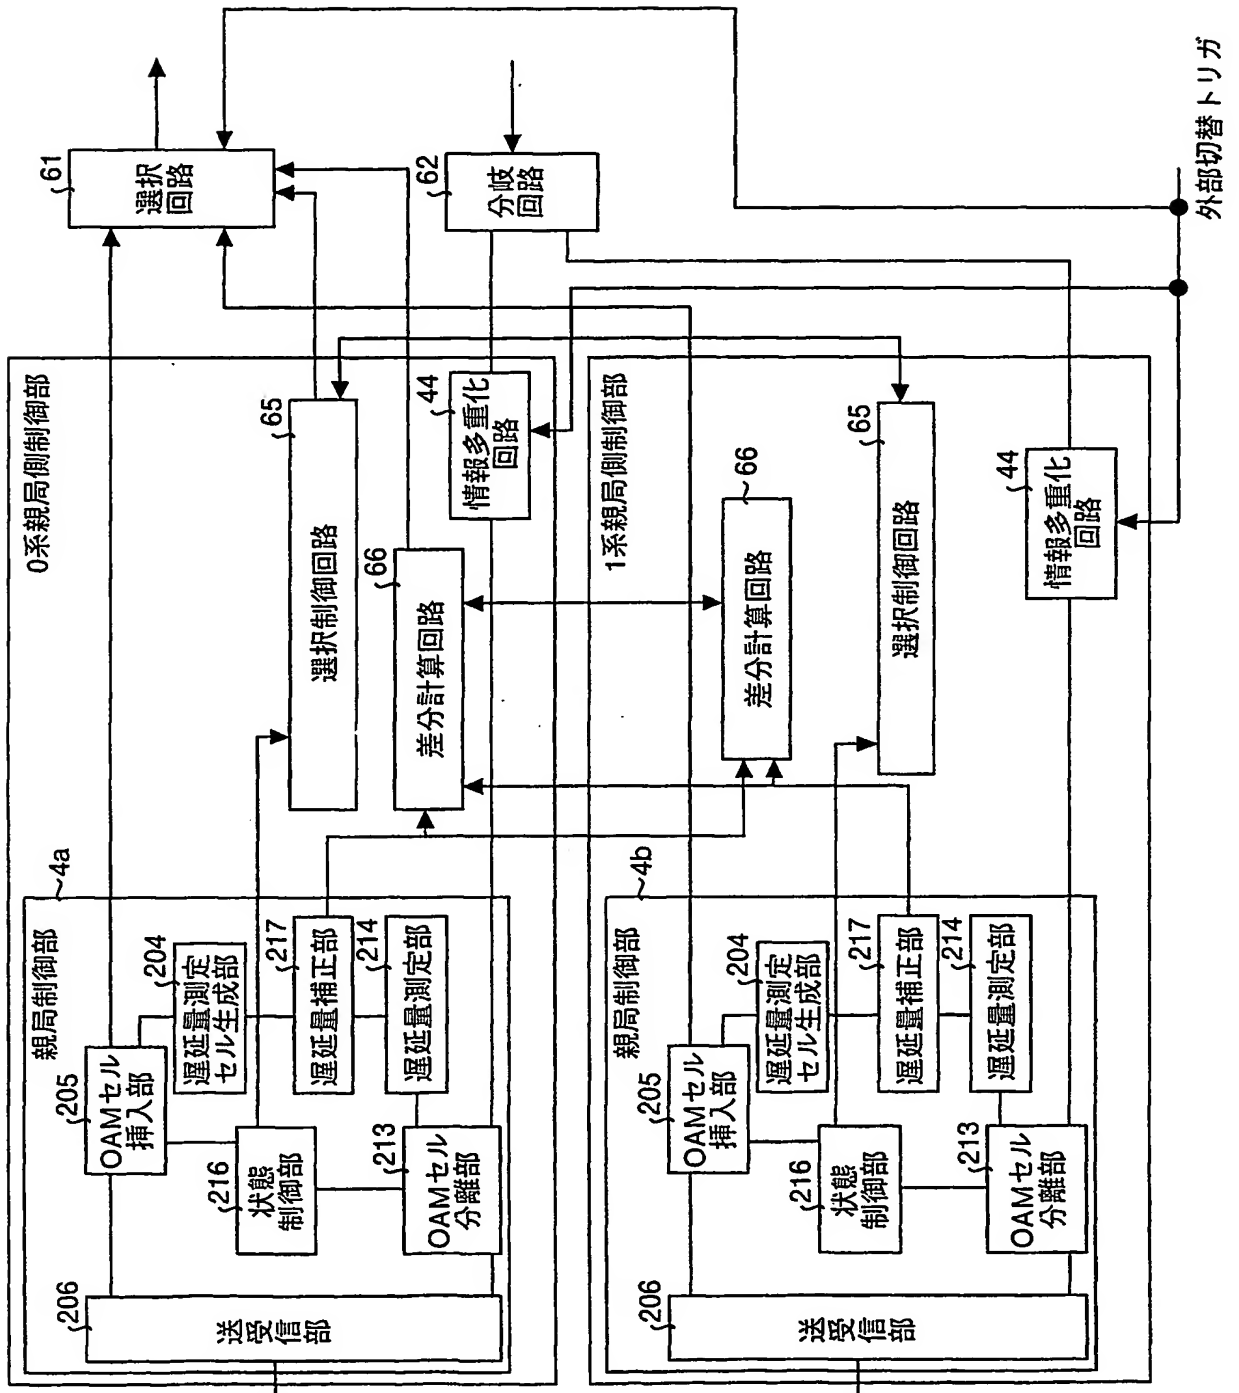 61
選択
回路
62
分岐
回路
外部切替トリガ
0系親局側制御部
65
選択制御回路
66
差分計算回路
44
情報多重化
回路
4a
親局制御部
204
遅延量測定
セル生成部
205
OAMセル
挿入部
217
遅延量補正部
214
遅延量測定部
216
状態
制御部
213
OAMセル
分離部
206
送受信部
1系親局側制御部
66
差分計算回路
65
選択制御回路
44
情報多重化
回路
4b
親局制御部
204
遅延量測定
セル生成部
205
OAMセル
挿入部
217
遅延量補正部
214
遅延量測定部
216
状態
制御部
213
OAMセル
分離部
206
送受信部